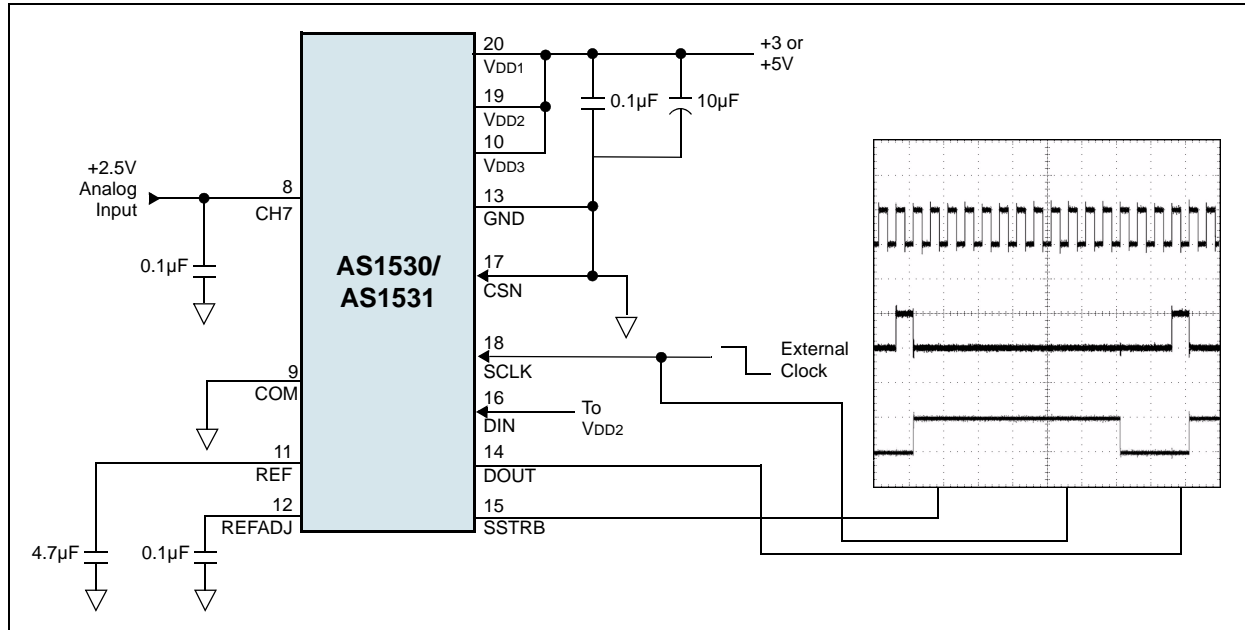 20
VDD1
+3 or
+5V
19
VDD2
0.1µF
10µF
10
VDD3
+2.5V
Analog
Input
8
CH7
13
GND
0.1µF
AS1530/
AS1531
17
CSN
18
SCLK
External
Clock
9
COM
16
DIN
To
VDD2
11
REF
14
DOUT
12
REFADJ
15
SSTRB
4.7µF
0.1µF